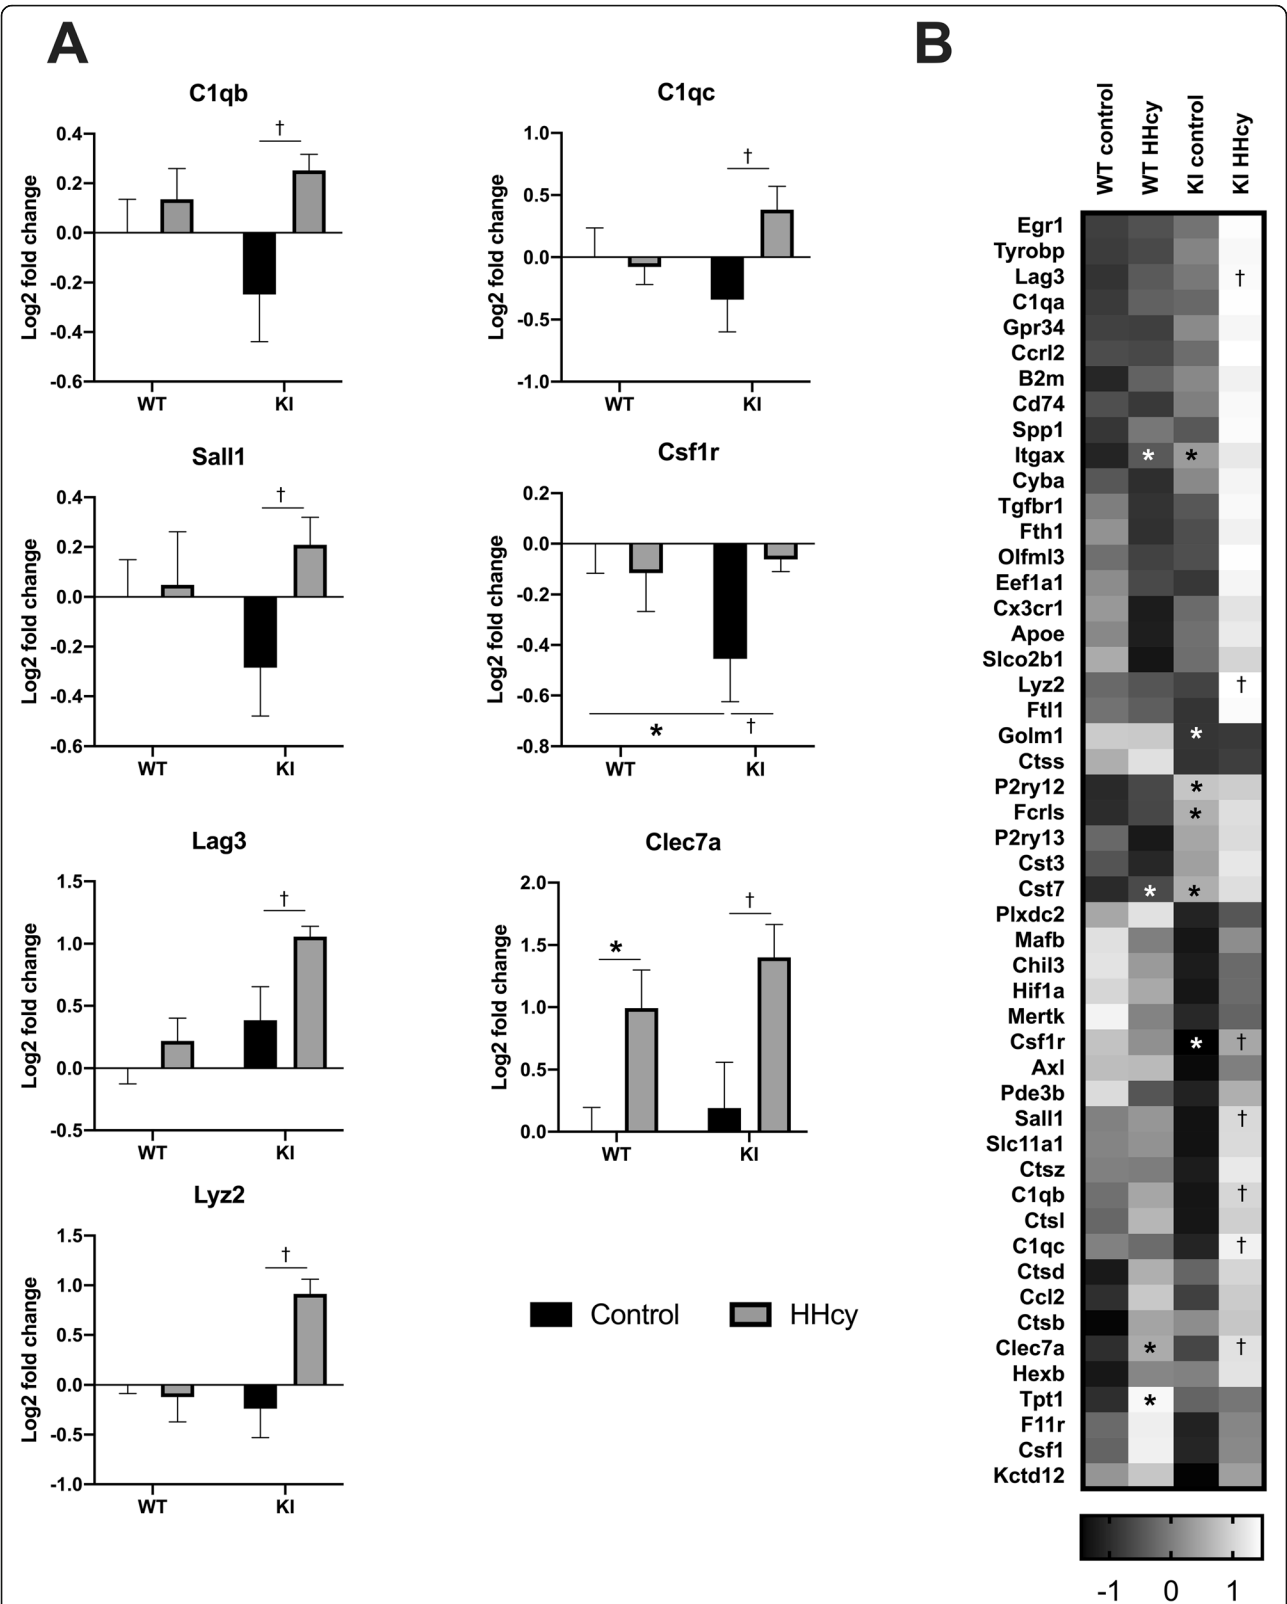 A
C1qb
†
0.4
0.2
0.0
-0.2
-0.4
-0.6
Log2 fold change
WT KI
C1qc
†
1.0
0.5
0.0
-0.5
-1.0
Log2 fold change
WT KI
Sall1
†
0.4
0.2
0.0
-0.2
-0.4
-0.6
Log2 fold change
WT KI
Csf1r
0.2
0.0
-0.2
-0.4
-0.6
-0.8
Log2 fold change
* †
WT KI
Lag3
†
1.5
1.0
0.5
0.0
-0.5
Log2 fold change
WT KI
Clec7a
* †
2.0
1.5
1.0
0.5
0.0
Log2 fold change
WT KI
Lyz2
†
1.5
1.0
0.5
0.0
-0.5
-1.0
Log2 fold change
WT KI
Control HHcy
B
WT control
WT HHcy
KI control
KI HHcy
Egr1
Tyrobp
Lag3 †
C1qa
Gpr34
Ccrl2
B2m
Cd74
Spp1
Itgax * *
Cyba
Tgfbr1
Fth1
Olfml3
Eef1a1
Cx3cr1
Apoe
Slco2b1
Lyz2 †
Ftl1
Golm1 *
Ctss
P2ry12 *
Fcrls *
P2ry13
Cst3
Cst7 * *
Plxdc2
Mafb
Chil3
Hif1a
Mertk
Csf1r * †
Axl
Pde3b
Sall1 †
Slc11a1
Ctsz
C1qb †
Ctsl
C1qc †
Ctsd
Ccl2
Ctsb
Clec7a * †
Hexb
Tpt1 *
F11r
Csf1
Kctd12
-1 0 1